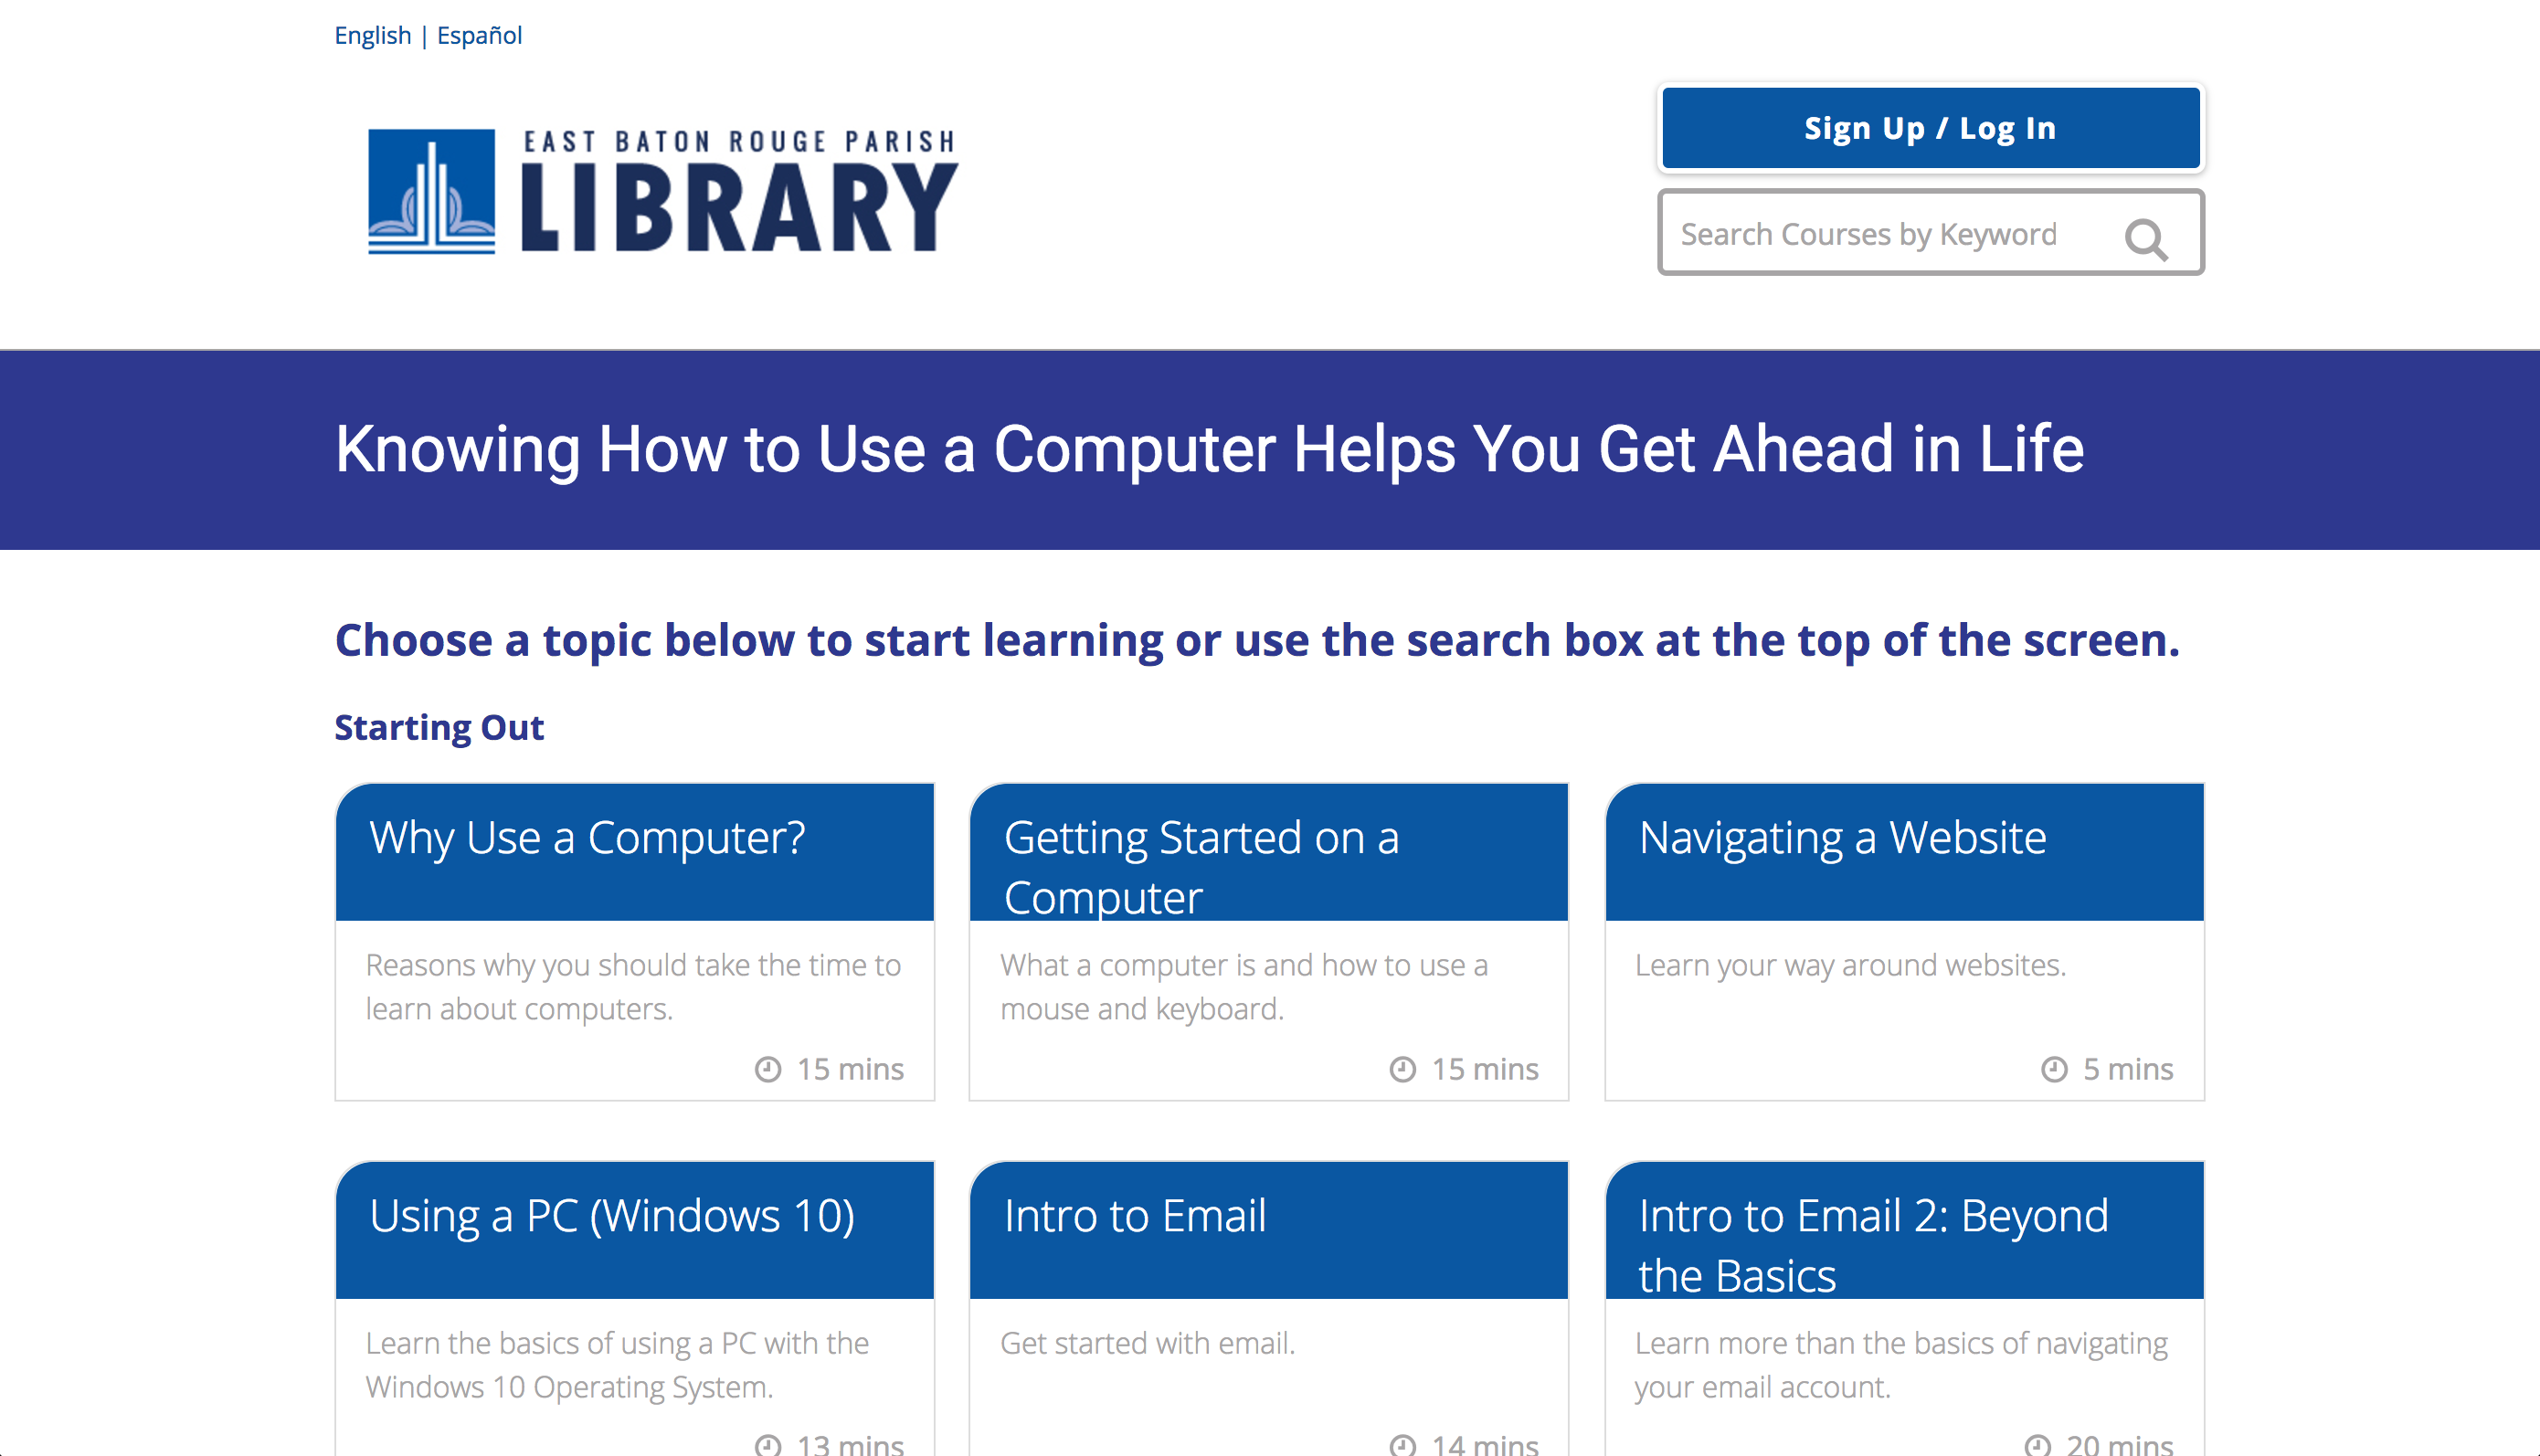 English | Español
EAST BATON ROUGE PARISH
LIBRARY
Sign Up / Log In
Search Courses by Keyword
Knowing How to Use a Computer Helps You Get Ahead in Life
Choose a topic below to start learning or use the search box at the top of the screen.
Starting Out
Why Use a Computer?
Reasons why you should take the time to
learn about computers.
15 mins
Getting Started on a
Computer
What a computer is and how to use a
mouse and keyboard.
15 mins
Navigating a Website
Learn your way around websites.
5 mins
Using a PC (Windows 10)
Learn the basics of using a PC with the
Windows 10 Operating System.
13 mins
Intro to Email
Get started with email.
14 mins
Intro to Email 2: Beyond
the Basics
Learn more than the basics of navigating
your email account.
20 mins